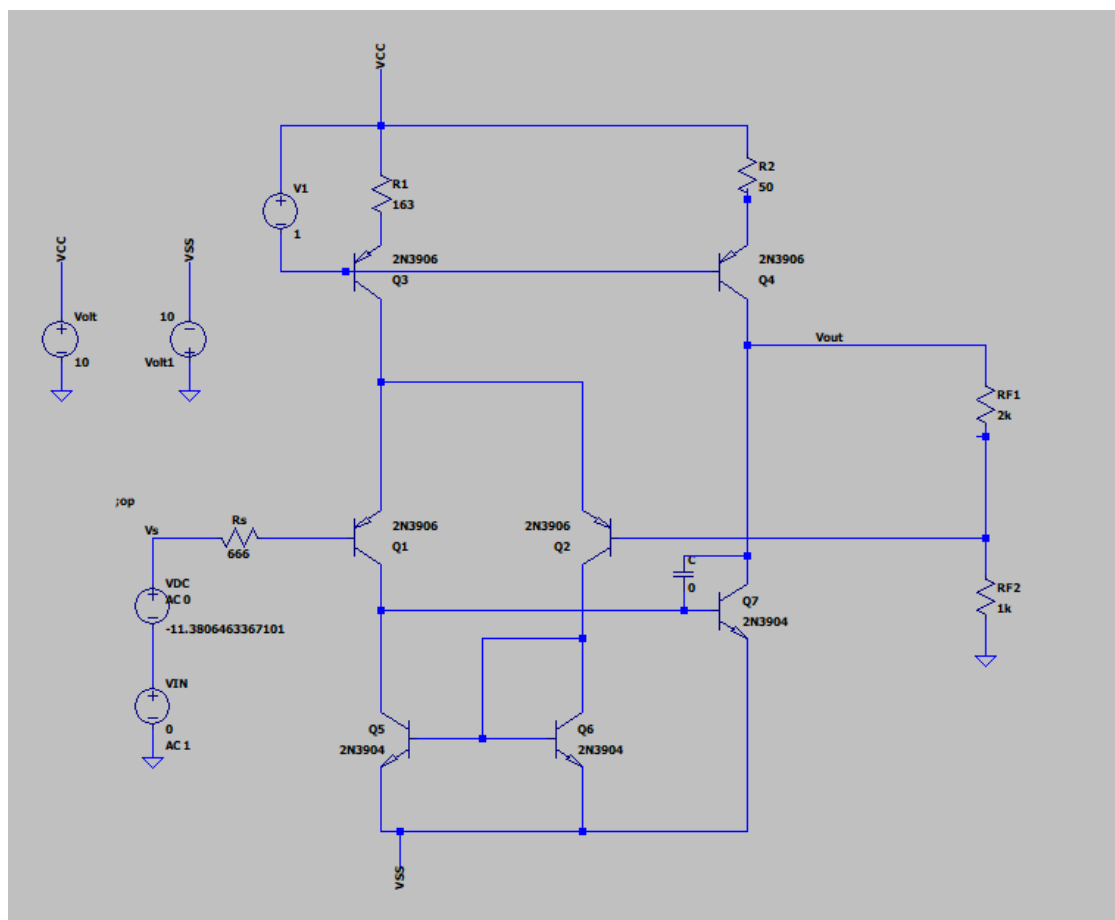 VCC
R1
163
V1
1
R2
50
2N3906
Q3
2N3906
Q4
VCC
Volt
10
VSS
10
Volt1
Vout
RF1
2k
;op
Vs
Rs
666
2N3906
Q1
2N3906
Q2
C
0
VDC
AC 0
-11.3806463367101
Q7
2N3904
RF2
1k
VIN
0
AC 1
Q5
2N3904
Q6
2N3904
VSS